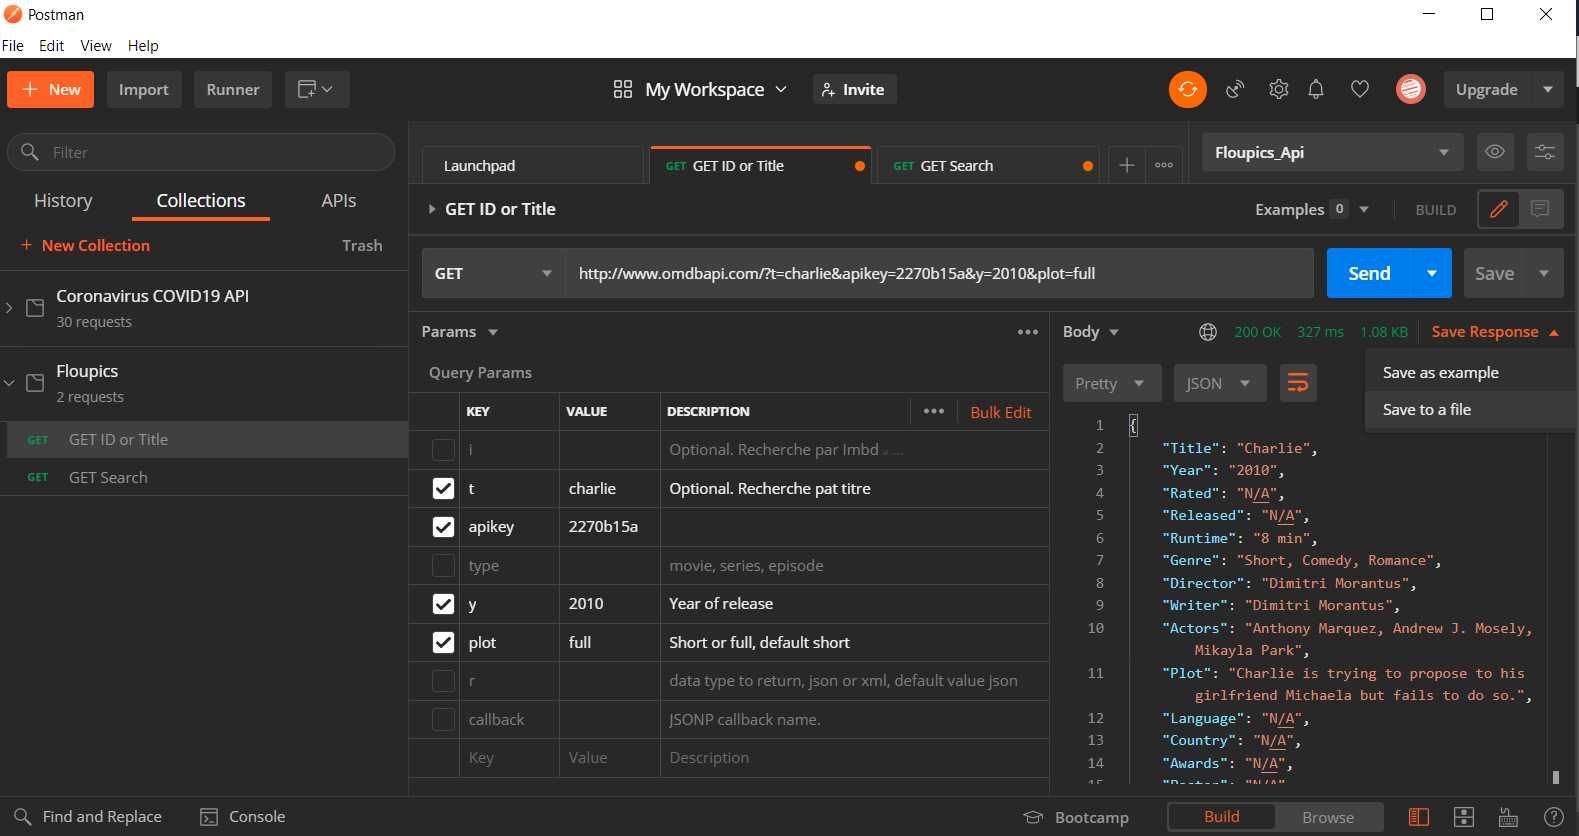 Postman
File Edit View Help
New Import Runner My Workspace Invite Upgrade
Filter
Launchpad GET GET ID or Title GET GET Search Floupics_Api
History Collections APIs
GET ID or Title Examples 0 BUILD
New Collection Trash
GET http://www.omdbapi.com/?t=charlie&apikey=2270b15a&y=2010&plot=full Send Save
Coronavirus COVID19 API
30 requests
Floupics
2 requests
GET GET ID or Title
GET GET Search
Params
Query Params
KEY VALUE DESCRIPTION Bulk Edit
i Optional. Recherche par Imbd ...
t charlie Optional. Recherche pat titre
apikey 2270b15a
type movie, series, episode
y 2010 Year of release
plot full Short or full, default short
r data type to return, json or xml, default value json
callback JSONP callback name.
Key Value Description
Body 200 OK 327 ms 1.08 KB Save Response
Save as example
Save to a file
Pretty JSON
1 {
2 "Title": "Charlie",
3 "Year": "2010",
4 "Rated": "N/A",
5 "Released": "N/A",
6 "Runtime": "8 min",
7 "Genre": "Short, Comedy, Romance",
8 "Director": "Dimitri Morantus",
9 "Writer": "Dimitri Morantus",
10 "Actors": "Anthony Marquez, Andrew J. Mosely,
Mikayla Park",
11 "Plot": "Charlie is trying to propose to his
girlfriend Michaela but fails to do so.",
12 "Language": "N/A",
13 "Country": "N/A",
14 "Awards": "N/A",
Find and Replace Console Bootcamp Build Browse